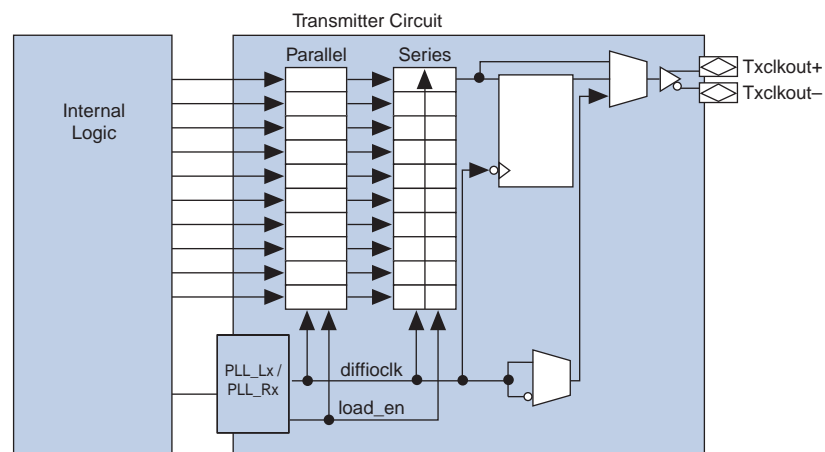 Transmitter Circuit
Parallel
Series
Txclkout+
Txclkout–
Internal
Logic
PLL_Lx /
PLL_Rx
diffioclk
load_en